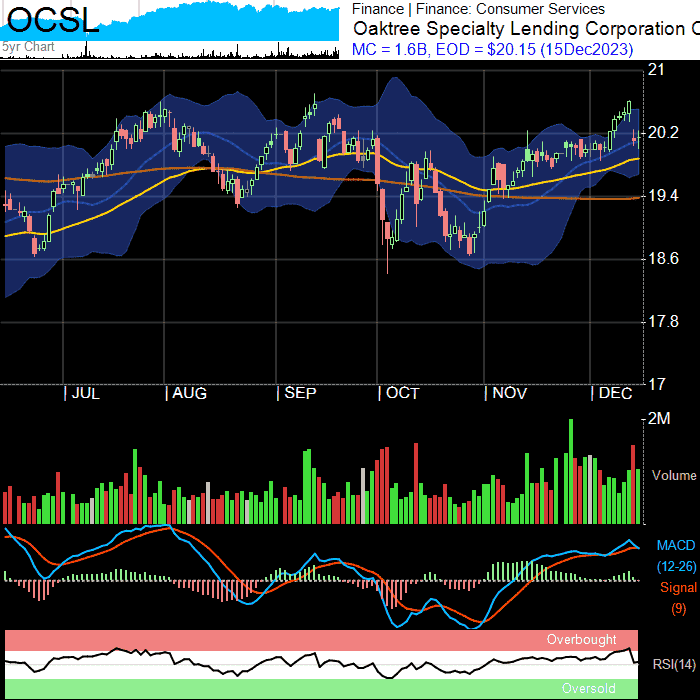 OCSL
5yr Chart
Finance | Finance: Consumer Services
Oaktree Specialty Lending Corporation C
MC = 1.6B, EOD = $20.15 (15Dec2023)
21
20.2
19.4
18.6
17.8
17
| JUL | AUG | SEP | OCT | NOV | DEC
2M
Volume
MACD
(12-26)
Signal
(9)
Overbought
RSI(14)
Oversold